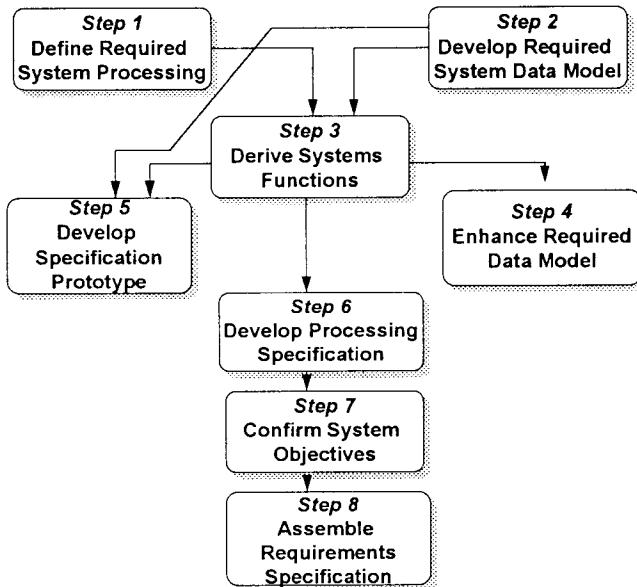 Step 1
Define Required
System Processing
Step 2
Develop Required
System Data Model
Step 3
Derive Systems
Functions
Step 5
Develop
Specification
Prototype
Step 4
Enhance Required
Data Model
Step 6
Develop Processing
Specification
Step 7
Confirm System
Objectives
Step 8
Assemble
Requirements
Specification